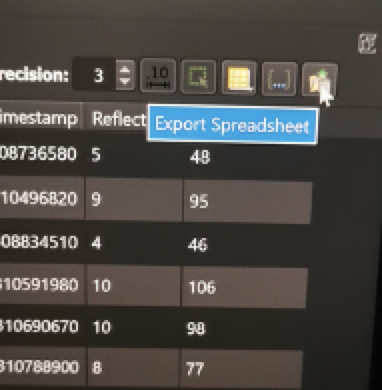 recision: 3 .10 {...}
imestamp Reflect
Export Spreadsheet
08736580 5 48
10496820 9 95
08834510 4 46
310591980 10 106
310690670 10 98
310788900 8 77